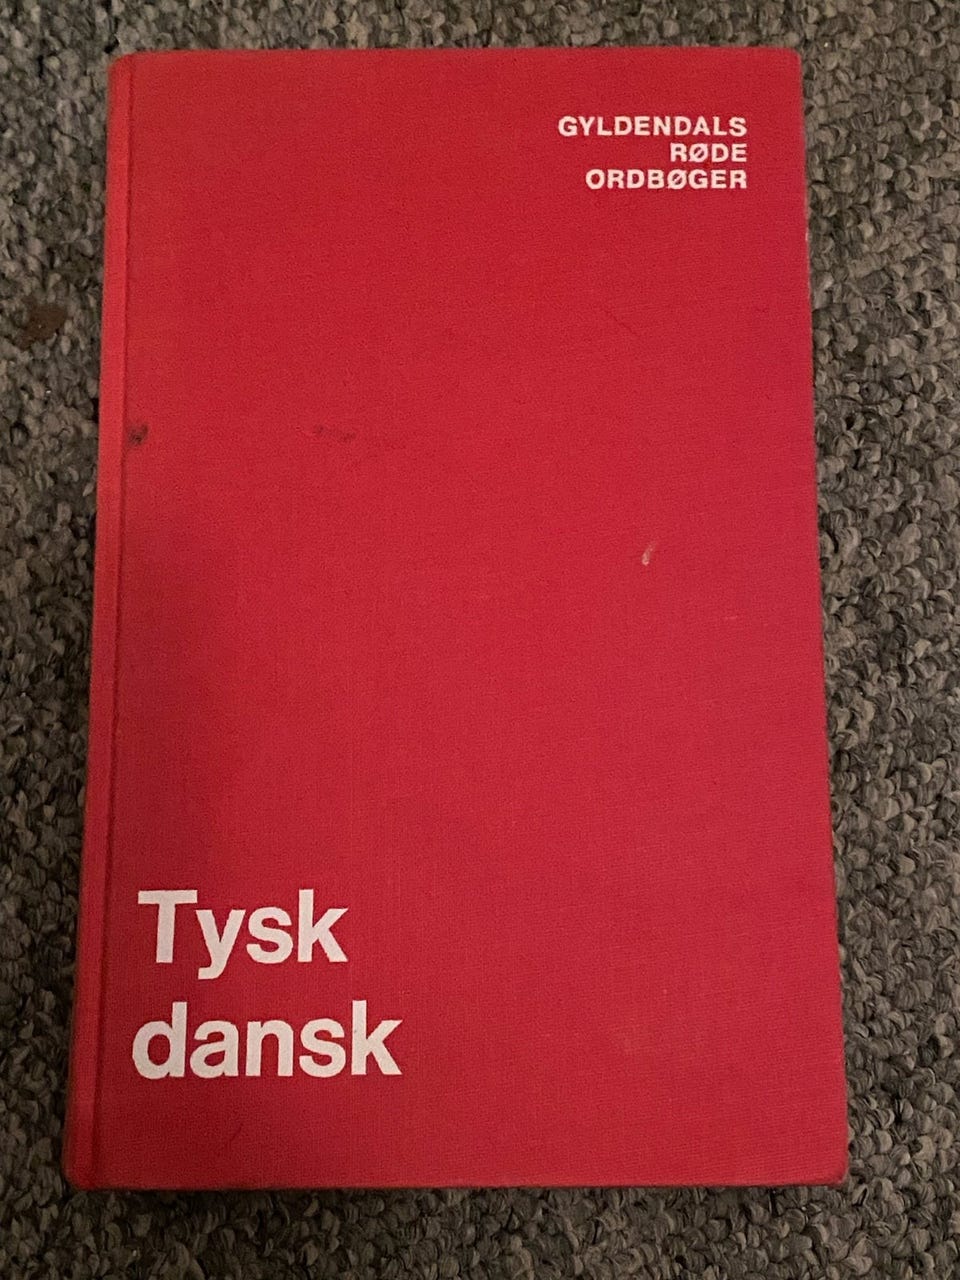 GYLDENDALS
RØDE
ORDBØGER
Tysk
dansk